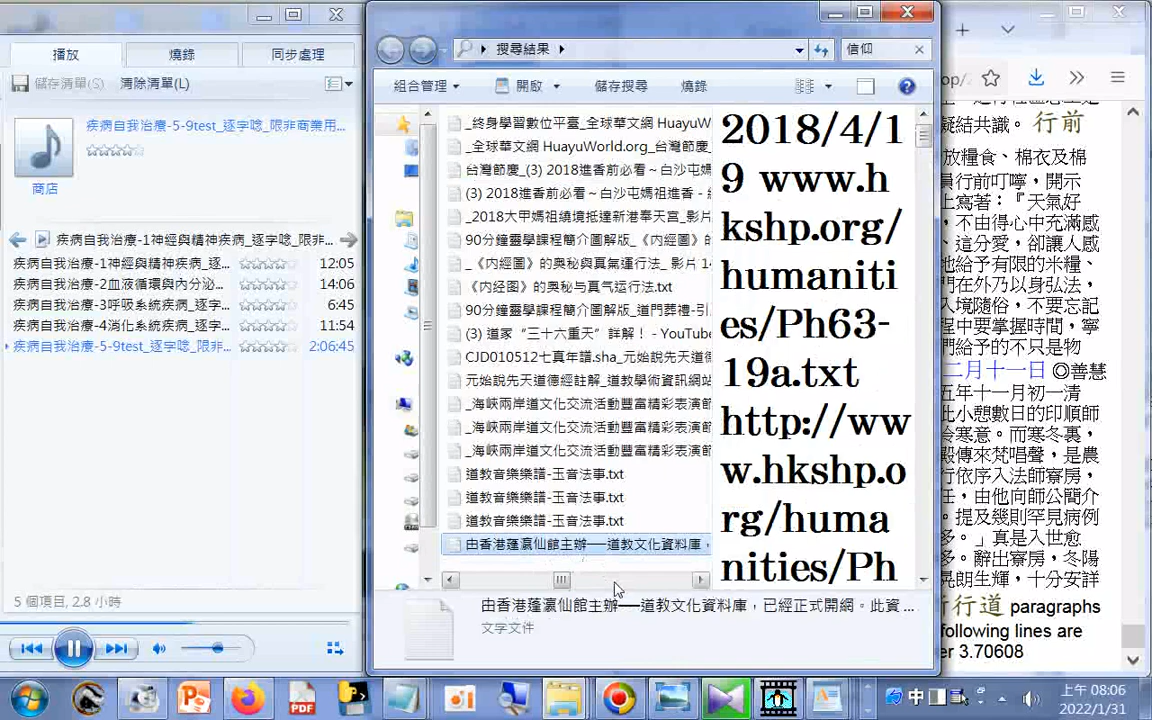 播放
燒錄
同步處理
儲存清單(S)
清除清單(L)
疾病自我治療-5-9test_逐字唸_限非商業用...
商店
疾病自我治療-1神經與精神疾病_逐字唸_限非...
疾病自我治療-1神經與精神疾病_逐... 12:05
疾病自我治療-2血液循環與內分泌... 14:06
疾病自我治療-3呼吸系統疾病_逐字... 6:45
疾病自我治療-4消化系統疾病_逐字... 11:54
疾病自我治療-5-9test_逐字唸_限非... 2:06:45
5 個項目, 2.8 小時
搜尋結果
信仰
組合管理
開啟
儲存搜尋
燒錄
_終身學習數位平臺_全球華文網 HuayuW
_全球華文網 HuayuWorld.org_台灣節慶_
台灣節慶_(3) 2018進香前必看～白沙屯媽
(3) 2018進香前必看～白沙屯媽祖進香 -
_2018大甲媽祖繞境抵達新港奉天宮_影片
90分鐘靈學課程簡介圖解版_《內經圖》的
_《內經圖》的奧秘與真氣運行法_ 影片 14
《内经图》的奥秘与真气运行法.txt
90分鐘靈學課程簡介圖解版_道門葬禮-引
(3) 道家“三十六重天”詳解！ - YouTube
CJD010512七真年譜.sha_元始說先天道德
元始說先天道德經註解_道教學術資訊網站
_海峽兩岸道文化交流活動豐富精彩表演節
_海峽兩岸道文化交流活動豐富精彩表演節
_海峽兩岸道文化交流活動豐富精彩表演節
道教音樂樂譜-玉音法事.txt
道教音樂樂譜-玉音法事.txt
道教音樂樂譜-玉音法事.txt
由香港蓬瀛仙館主辦──道教文化資料庫，
2018/4/1
9 www.h
kshp.org/
humaniti
es/Ph63-
19a.txt
http://ww
w.hkshp.o
rg/huma
nities/Ph
由香港蓬瀛仙館主辦──道教文化資料庫，已經正式開網。此資 ...
文字文件
op/
疑結共識。 行前
放糧食、棉衣及棉
員行前叮嚀，開示
上寫著：『天氣好
，不由得心中充滿感
、這分愛，卻讓人感
他給予有限的米糧、
門在外乃以身弘法，
入境隨俗，不要忘記
程中要掌握時間，寧
們給予的不只是物
二月十一日 ◎善慧
五年十一月初一清
此小憩數日的印順師
冷寒意。而寒冬裏，
殿傳來梵唱聲，是農
行依序入法師寮房，
任，由他向師公簡介
。提及幾則罕見病例
多。」真是入世愈
多。辭出寮房，冬陽
晃朗生輝，十分安詳
行道 paragraphs
following lines are
er 3.70608
中
上午 08:06
2022/1/31